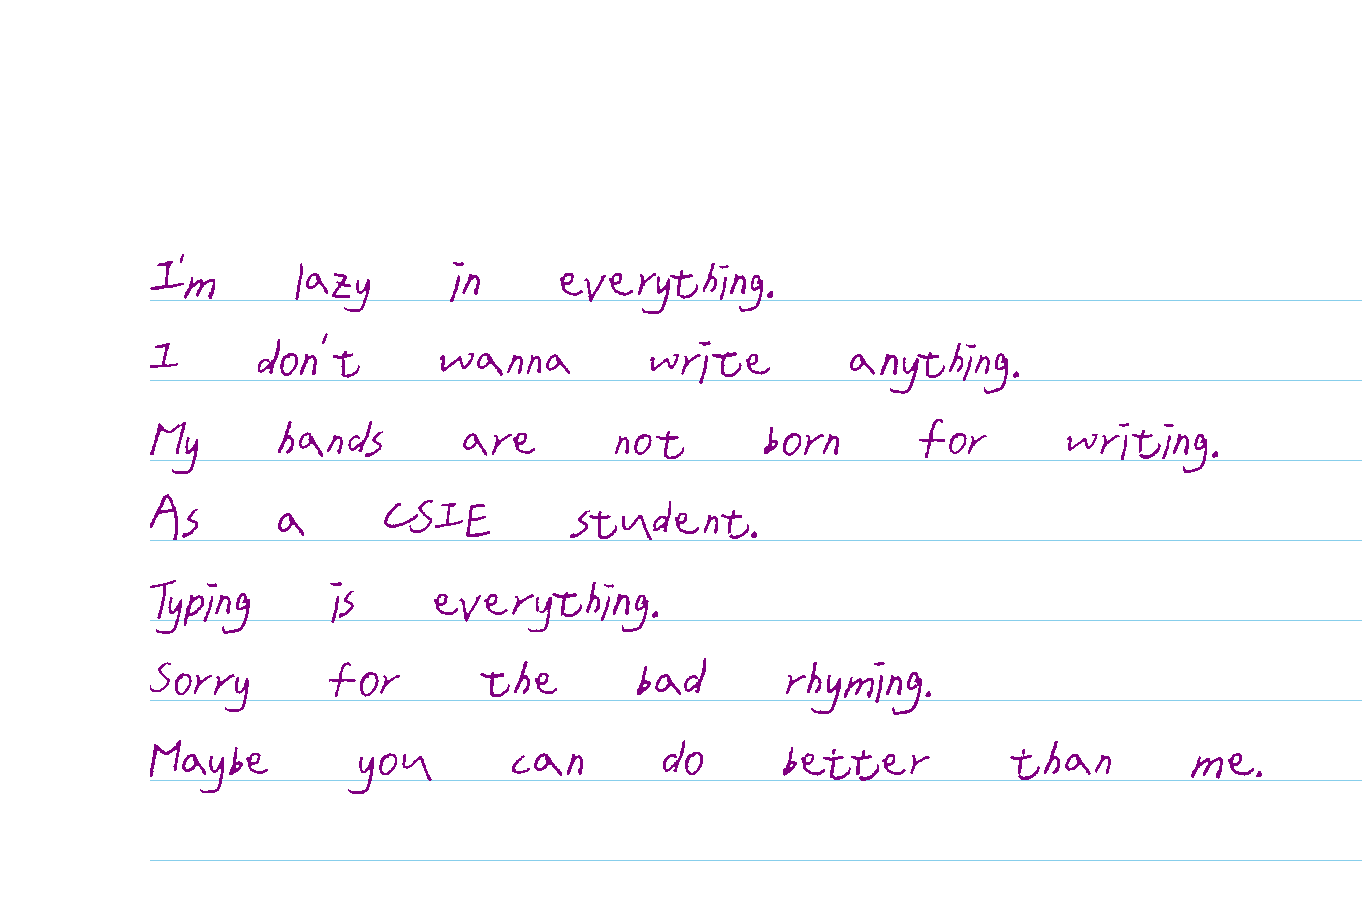 I'm lazy in everything.
I don't wanna write anything.
My hands are not born for writing.
As a CSIE student.
Typing is everything.
Sorry for the bad rhyming.
Maybe you can do better than me.